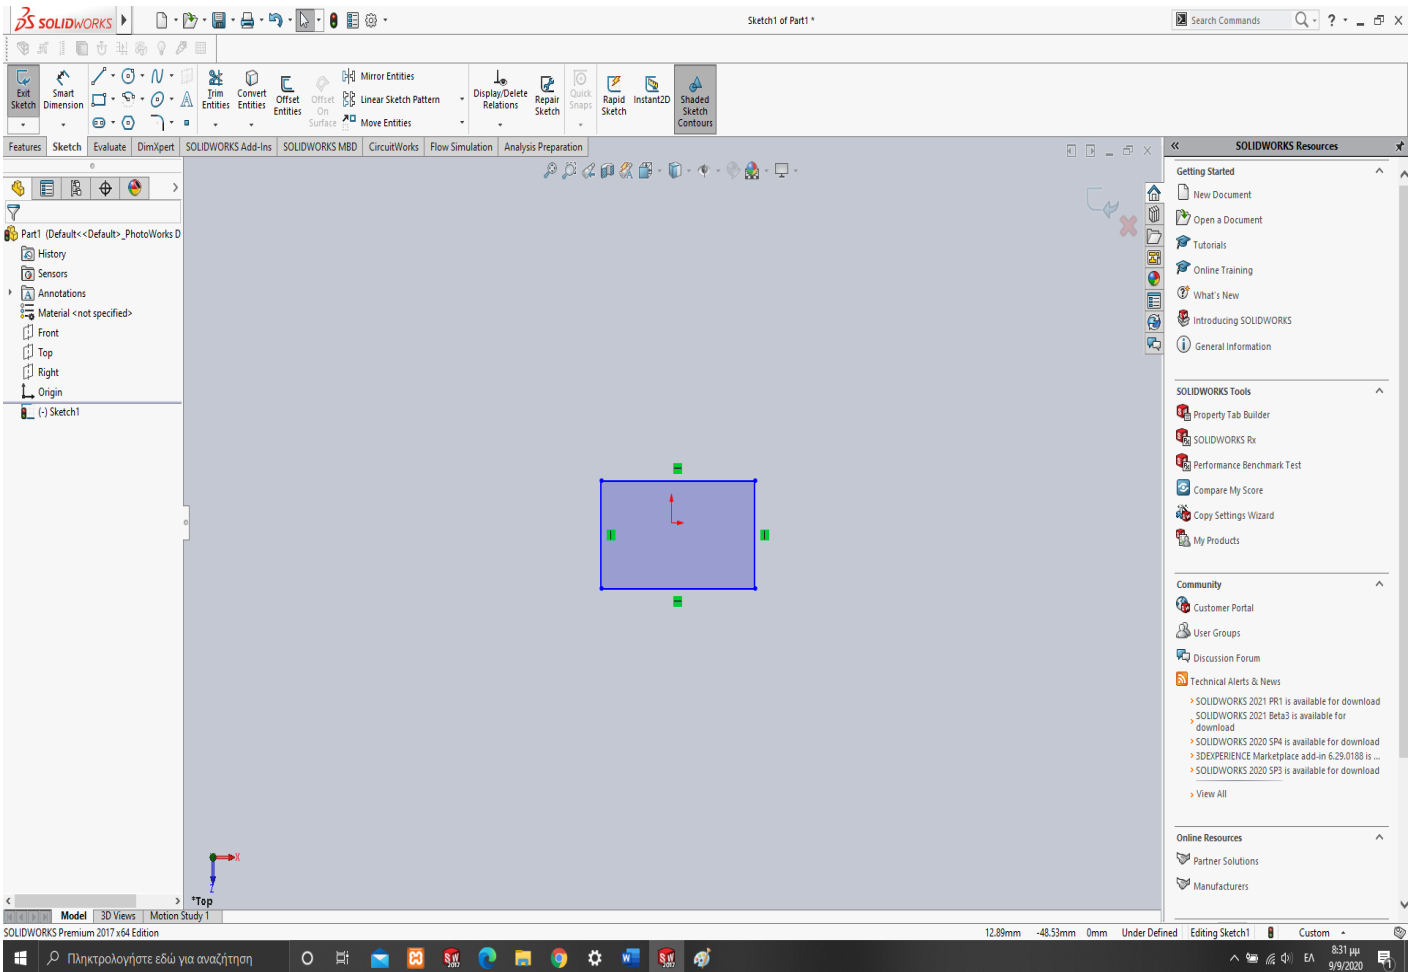 SOLIDWORKS
Sketch1 of Part1 *
Search Commands
Exit Sketch
Smart Dimension
Trim Entities
Convert Entities
Offset Entities
Offset On Surface
Mirror Entities
Linear Sketch Pattern
Move Entities
Display/Delete Relations
Repair Sketch
Quick Snaps
Rapid Sketch
Instant2D
Shaded Sketch Contours
Features Sketch Evaluate DimXpert SOLIDWORKS Add-Ins SOLIDWORKS MBD CircuitWorks Flow Simulation Analysis Preparation
Part1 (Default<<Default>_PhotoWorks D
History
Sensors
Annotations
Material <not specified>
Front
Top
Right
Origin
(-) Sketch1
X
Z
*Top
SOLIDWORKS Resources
Getting Started
New Document
Open a Document
Tutorials
Online Training
What's New
Introducing SOLIDWORKS
General Information
SOLIDWORKS Tools
Property Tab Builder
SOLIDWORKS Rx
Performance Benchmark Test
Compare My Score
Copy Settings Wizard
My Products
Community
Customer Portal
User Groups
Discussion Forum
Technical Alerts & News
SOLIDWORKS 2021 PR1 is available for download
SOLIDWORKS 2021 Beta3 is available for
download
SOLIDWORKS 2020 SP4 is available for download
3DEXPERIENCE Marketplace add-in 6.29.0188 is ...
SOLIDWORKS 2020 SP3 is available for download
View All
Online Resources
Partner Solutions
Manufacturers
Model 3D Views Motion Study 1
SOLIDWORKS Premium 2017 x64 Edition
12.89mm -48.53mm 0mm Under Defined Editing Sketch1 Custom
Πληκτρολογήστε εδώ για αναζήτηση
ΕΛ
8:31 μμ
9/9/2020